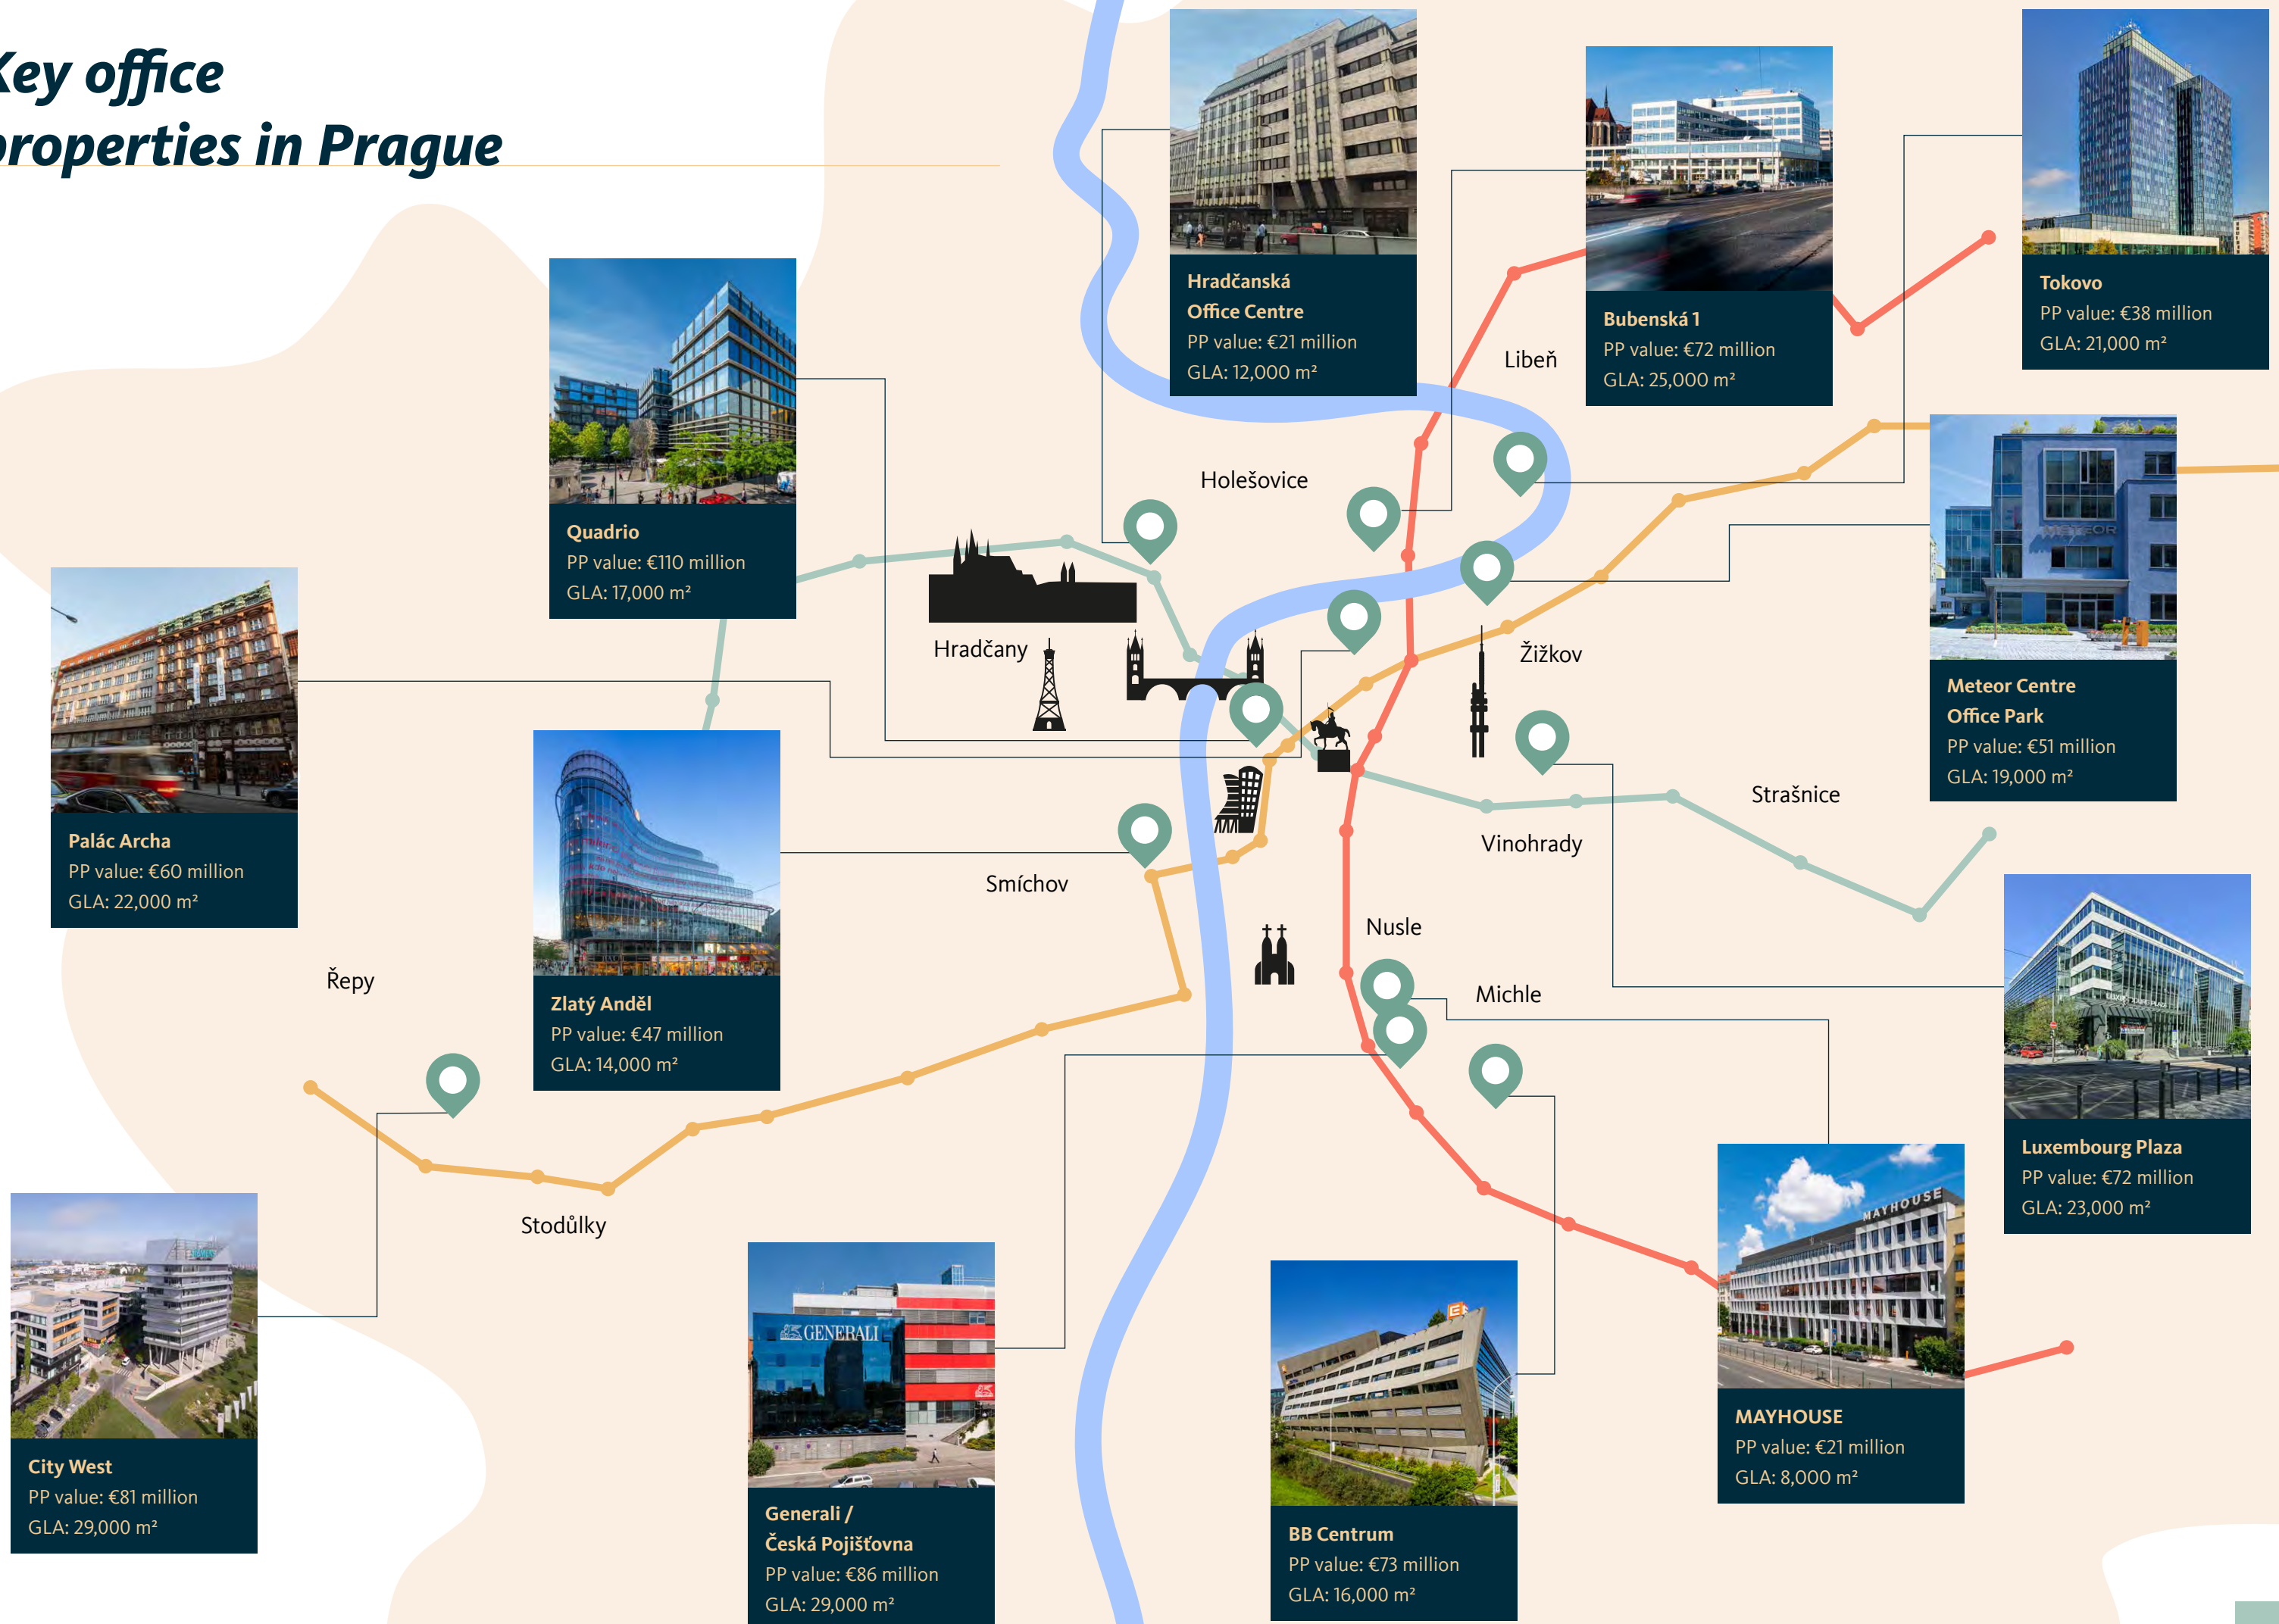 Key office
properties in Prague
Hradčanská
Office Centre
PP value: €21 million
GLA: 12,000 m²
Bubenská 1
PP value: €72 million
GLA: 25,000 m²
Tokovo
PP value: €38 million
GLA: 21,000 m²
Libeň
Holešovice
Quadrio
PP value: €110 million
GLA: 17,000 m²
METEOR
Meteor Centre
Office Park
PP value: €51 million
GLA: 19,000 m²
Hradčany
Žižkov
Palác Archa
PP value: €60 million
GLA: 22,000 m²
Strašnice
Vinohrady
Smíchov
Nusle
Michle
Řepy
Zlatý Anděl
PP value: €47 million
GLA: 14,000 m²
Luxembourg Plaza
PP value: €72 million
GLA: 23,000 m²
Stodůlky
City West
PP value: €81 million
GLA: 29,000 m²
GENERALI
Generali /
Česká Pojišťovna
PP value: €86 million
GLA: 29,000 m²
BB Centrum
PP value: €73 million
GLA: 16,000 m²
MAYHOUSE
MAYHOUSE
PP value: €21 million
GLA: 8,000 m²